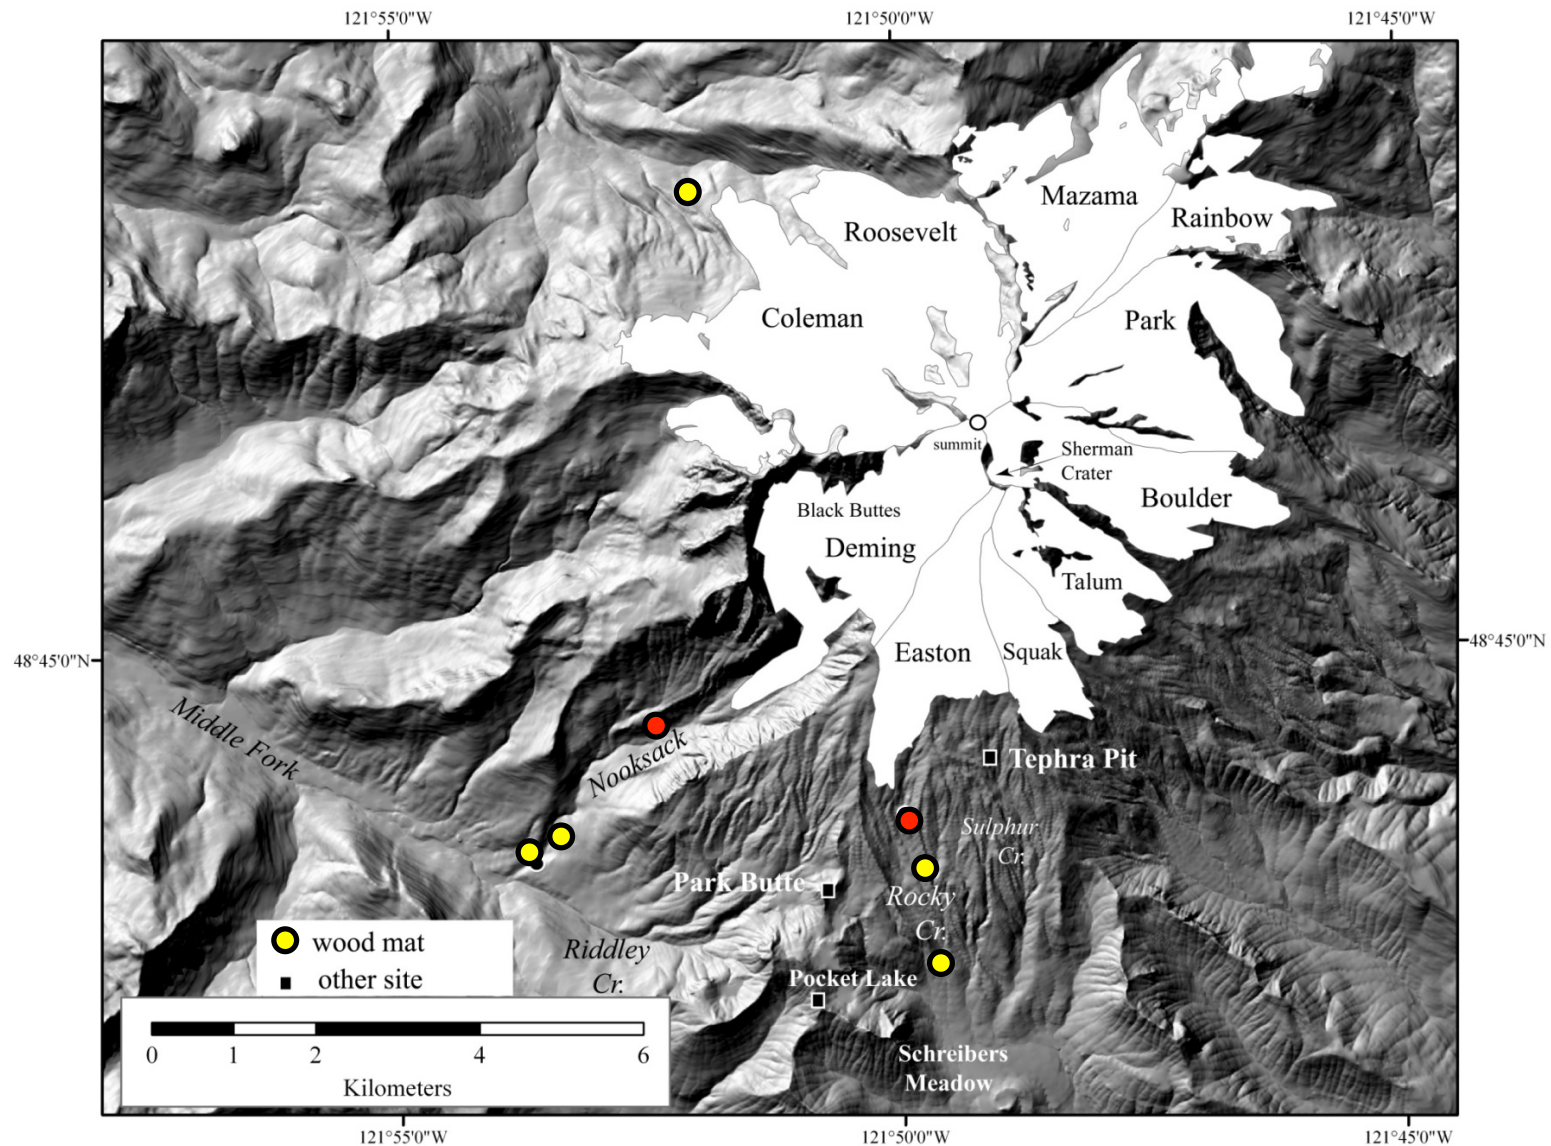 121°55'0"W
121°50'0"W
121°45'0"W
Mazama
Rainbow
Roosevelt
Coleman
Park
summit
Sherman
Crater
Boulder
Black Buttes
Deming
Talum
Easton
Squak
48°45'0"N
48°45'0"N
Middle Fork
Nooksack
Tephra Pit
Sulphur
Cr.
Park Butte
Rocky
Cr.
wood mat
other site
Riddley
Cr.
Pocket Lake
Schreibers
Meadow
0 1 2 4 6
Kilometers
121°55'0"W
121°50'0"W
121°45'0"W